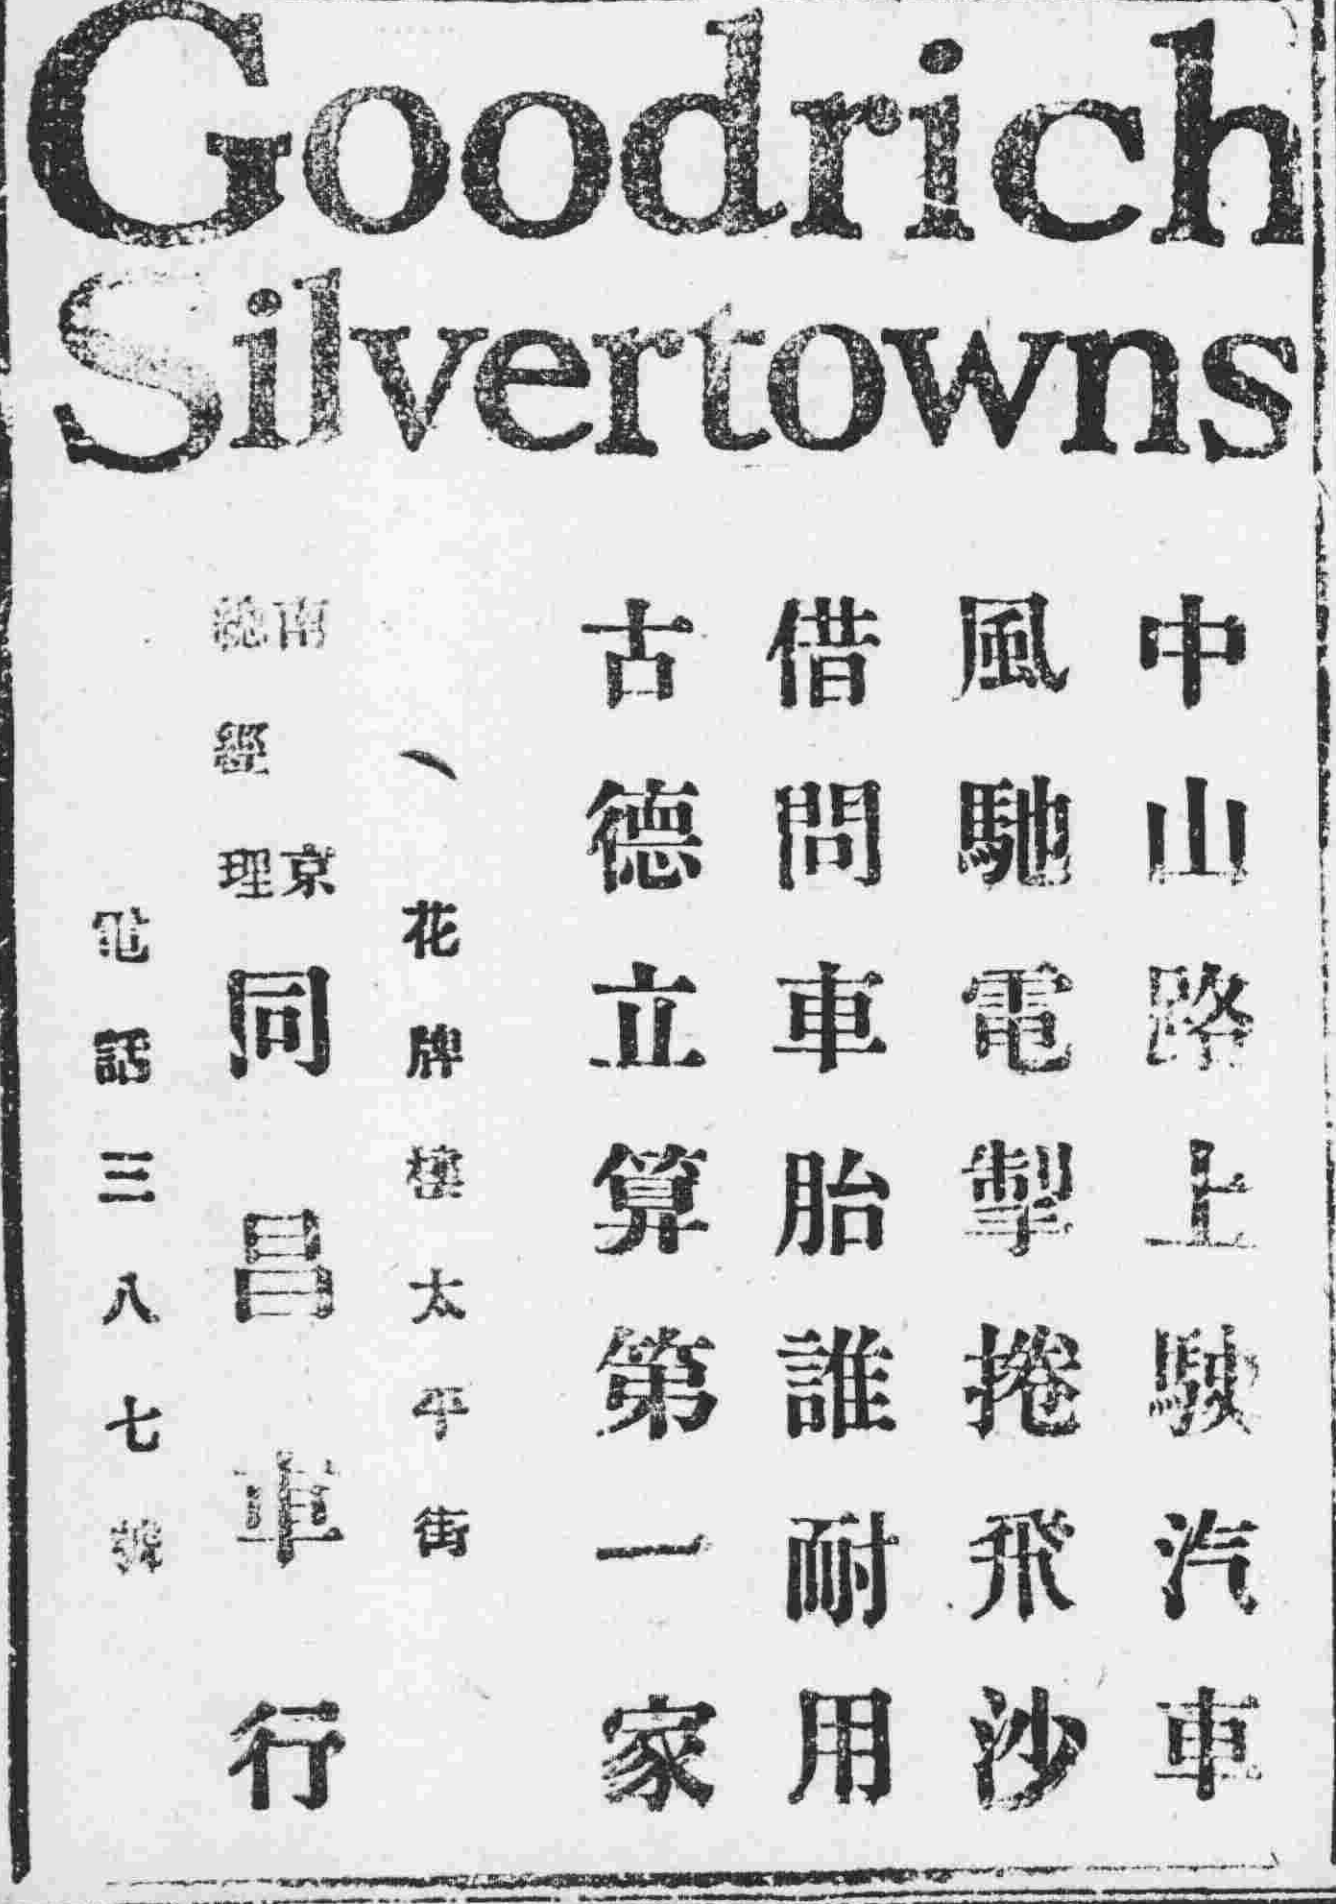 Goodrich
Silvertowns
中山路上駛汽車
風馳電掣捲飛沙
借問車胎誰耐用
古德立算第一家
花牌樓太平街
南京
總經理
同昌車行
電話三八七號